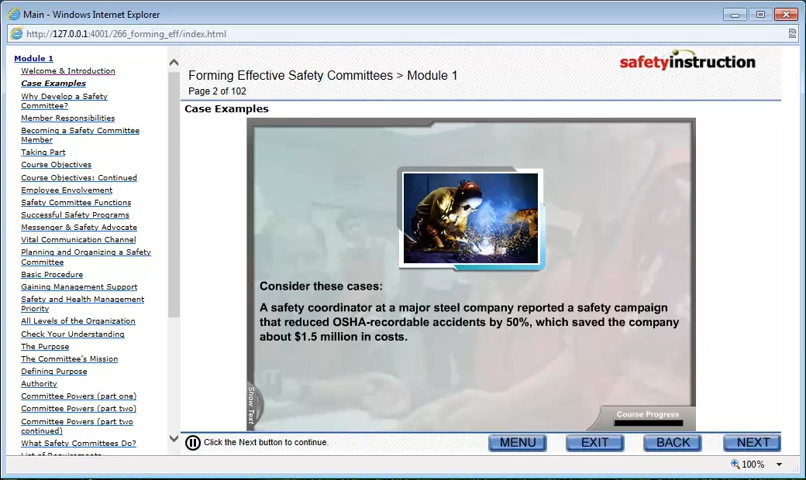 Main - Windows Internet Explorer
http://127.0.0.1:4001/266_forming_eff/index.html
Module 1
Welcome & Introduction
Case Examples
Why Develop a Safety
Committee?
Member Responsibilities
Becoming a Safety Committee
Member
Taking Part
Course Objectives
Course Objectives: Continued
Employee Envolvement
Safety Committee Functions
Successful Safety Programs
Messenger & Safety Advocate
Vital Communication Channel
Planning and Organizing a Safety
Committee
Basic Procedure
Gaining Management Support
Safety and Health Management
Priority
All Levels of the Organization
Check Your Understanding
The Purpose
The Committee's Mission
Defining Purpose
Authority
Committee Powers (part one)
Committee Powers (part two)
Committee Powers (part two
continued)
What Safety Committees Do?
List of Requirements
safetyinstruction
Forming Effective Safety Committees > Module 1
Page 2 of 102
Case Examples
Consider these cases:
A safety coordinator at a major steel company reported a safety campaign
that reduced OSHA-recordable accidents by 50%, which saved the company
about $1.5 million in costs.
Show Text
Course Progress
Click the Next button to continue.
MENU
EXIT
BACK
NEXT
100%